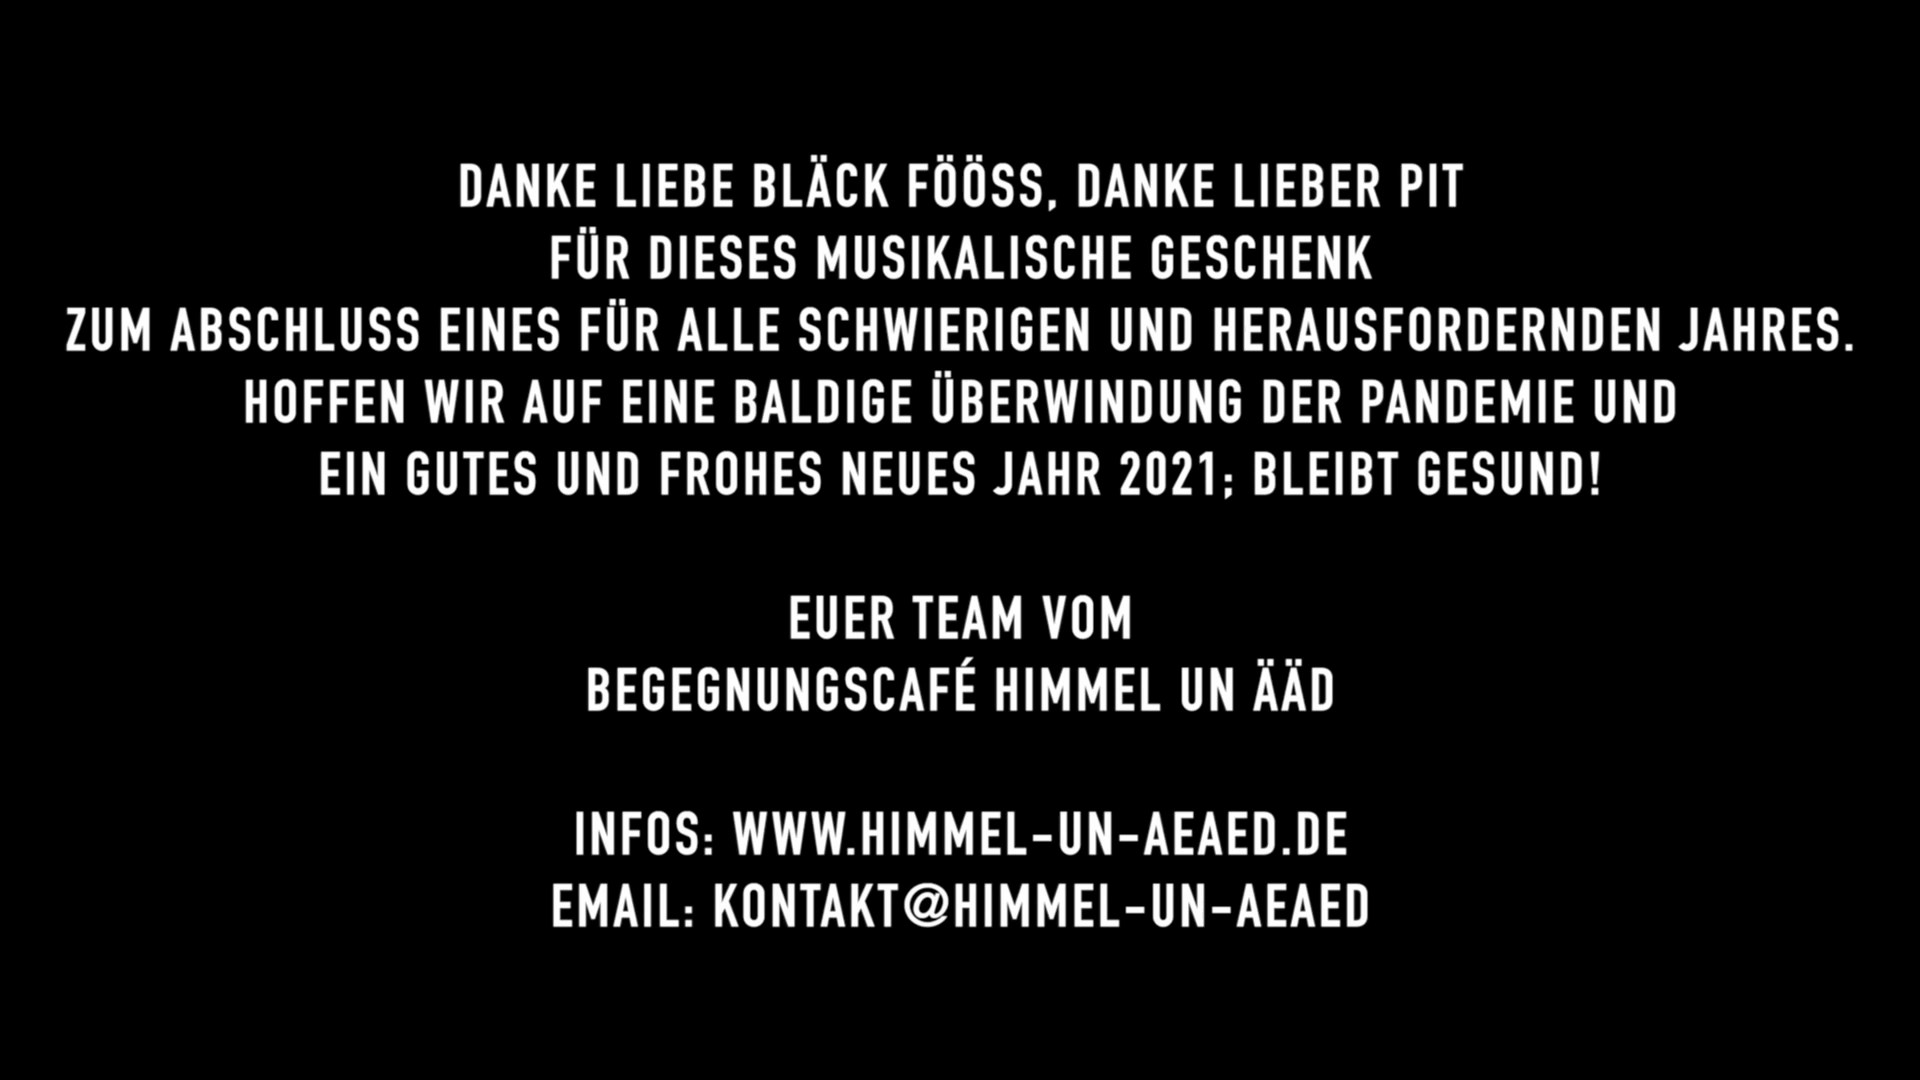 DANKE LIEBE BLÄCK FÖÖSS, DANKE LIEBER PIT
FÜR DIESES MUSIKALISCHE GESCHENK
ZUM ABSCHLUSS EINES FÜR ALLE SCHWIERIGEN UND HERAUSFORDERNDEN JAHRES.
HOFFEN WIR AUF EINE BALDIGE ÜBERWINDUNG DER PANDEMIE UND
EIN GUTES UND FROHES NEUES JAHR 2021; BLEIBT GESUND!
EUER TEAM VOM
BEGEGNUNGSCAFÉ HIMMEL UN ÄÄD
INFOS: WWW.HIMMEL-UN-AEAED.DE
EMAIL: KONTAKT@HIMMEL-UN-AEAED